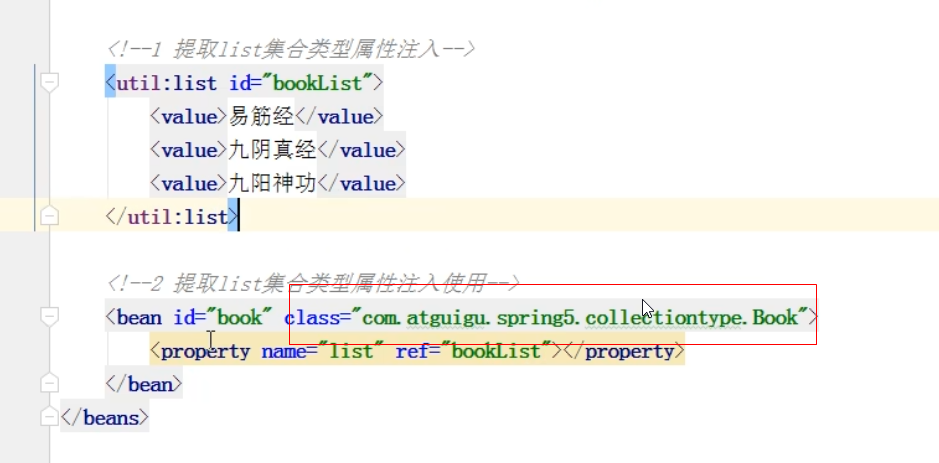 <!--1 提取list集合类型属性注入-->
<util:list id="bookList">
<value>易筋经</value>
<value>九阴真经</value>
<value>九阳神功</value>
</util:list>
<!--2 提取list集合类型属性注入使用-->
<bean id="book" class="com.atguigu.spring5.collectiontype.Book">
<property name="list" ref="bookList"></property>
</bean>
</beans>